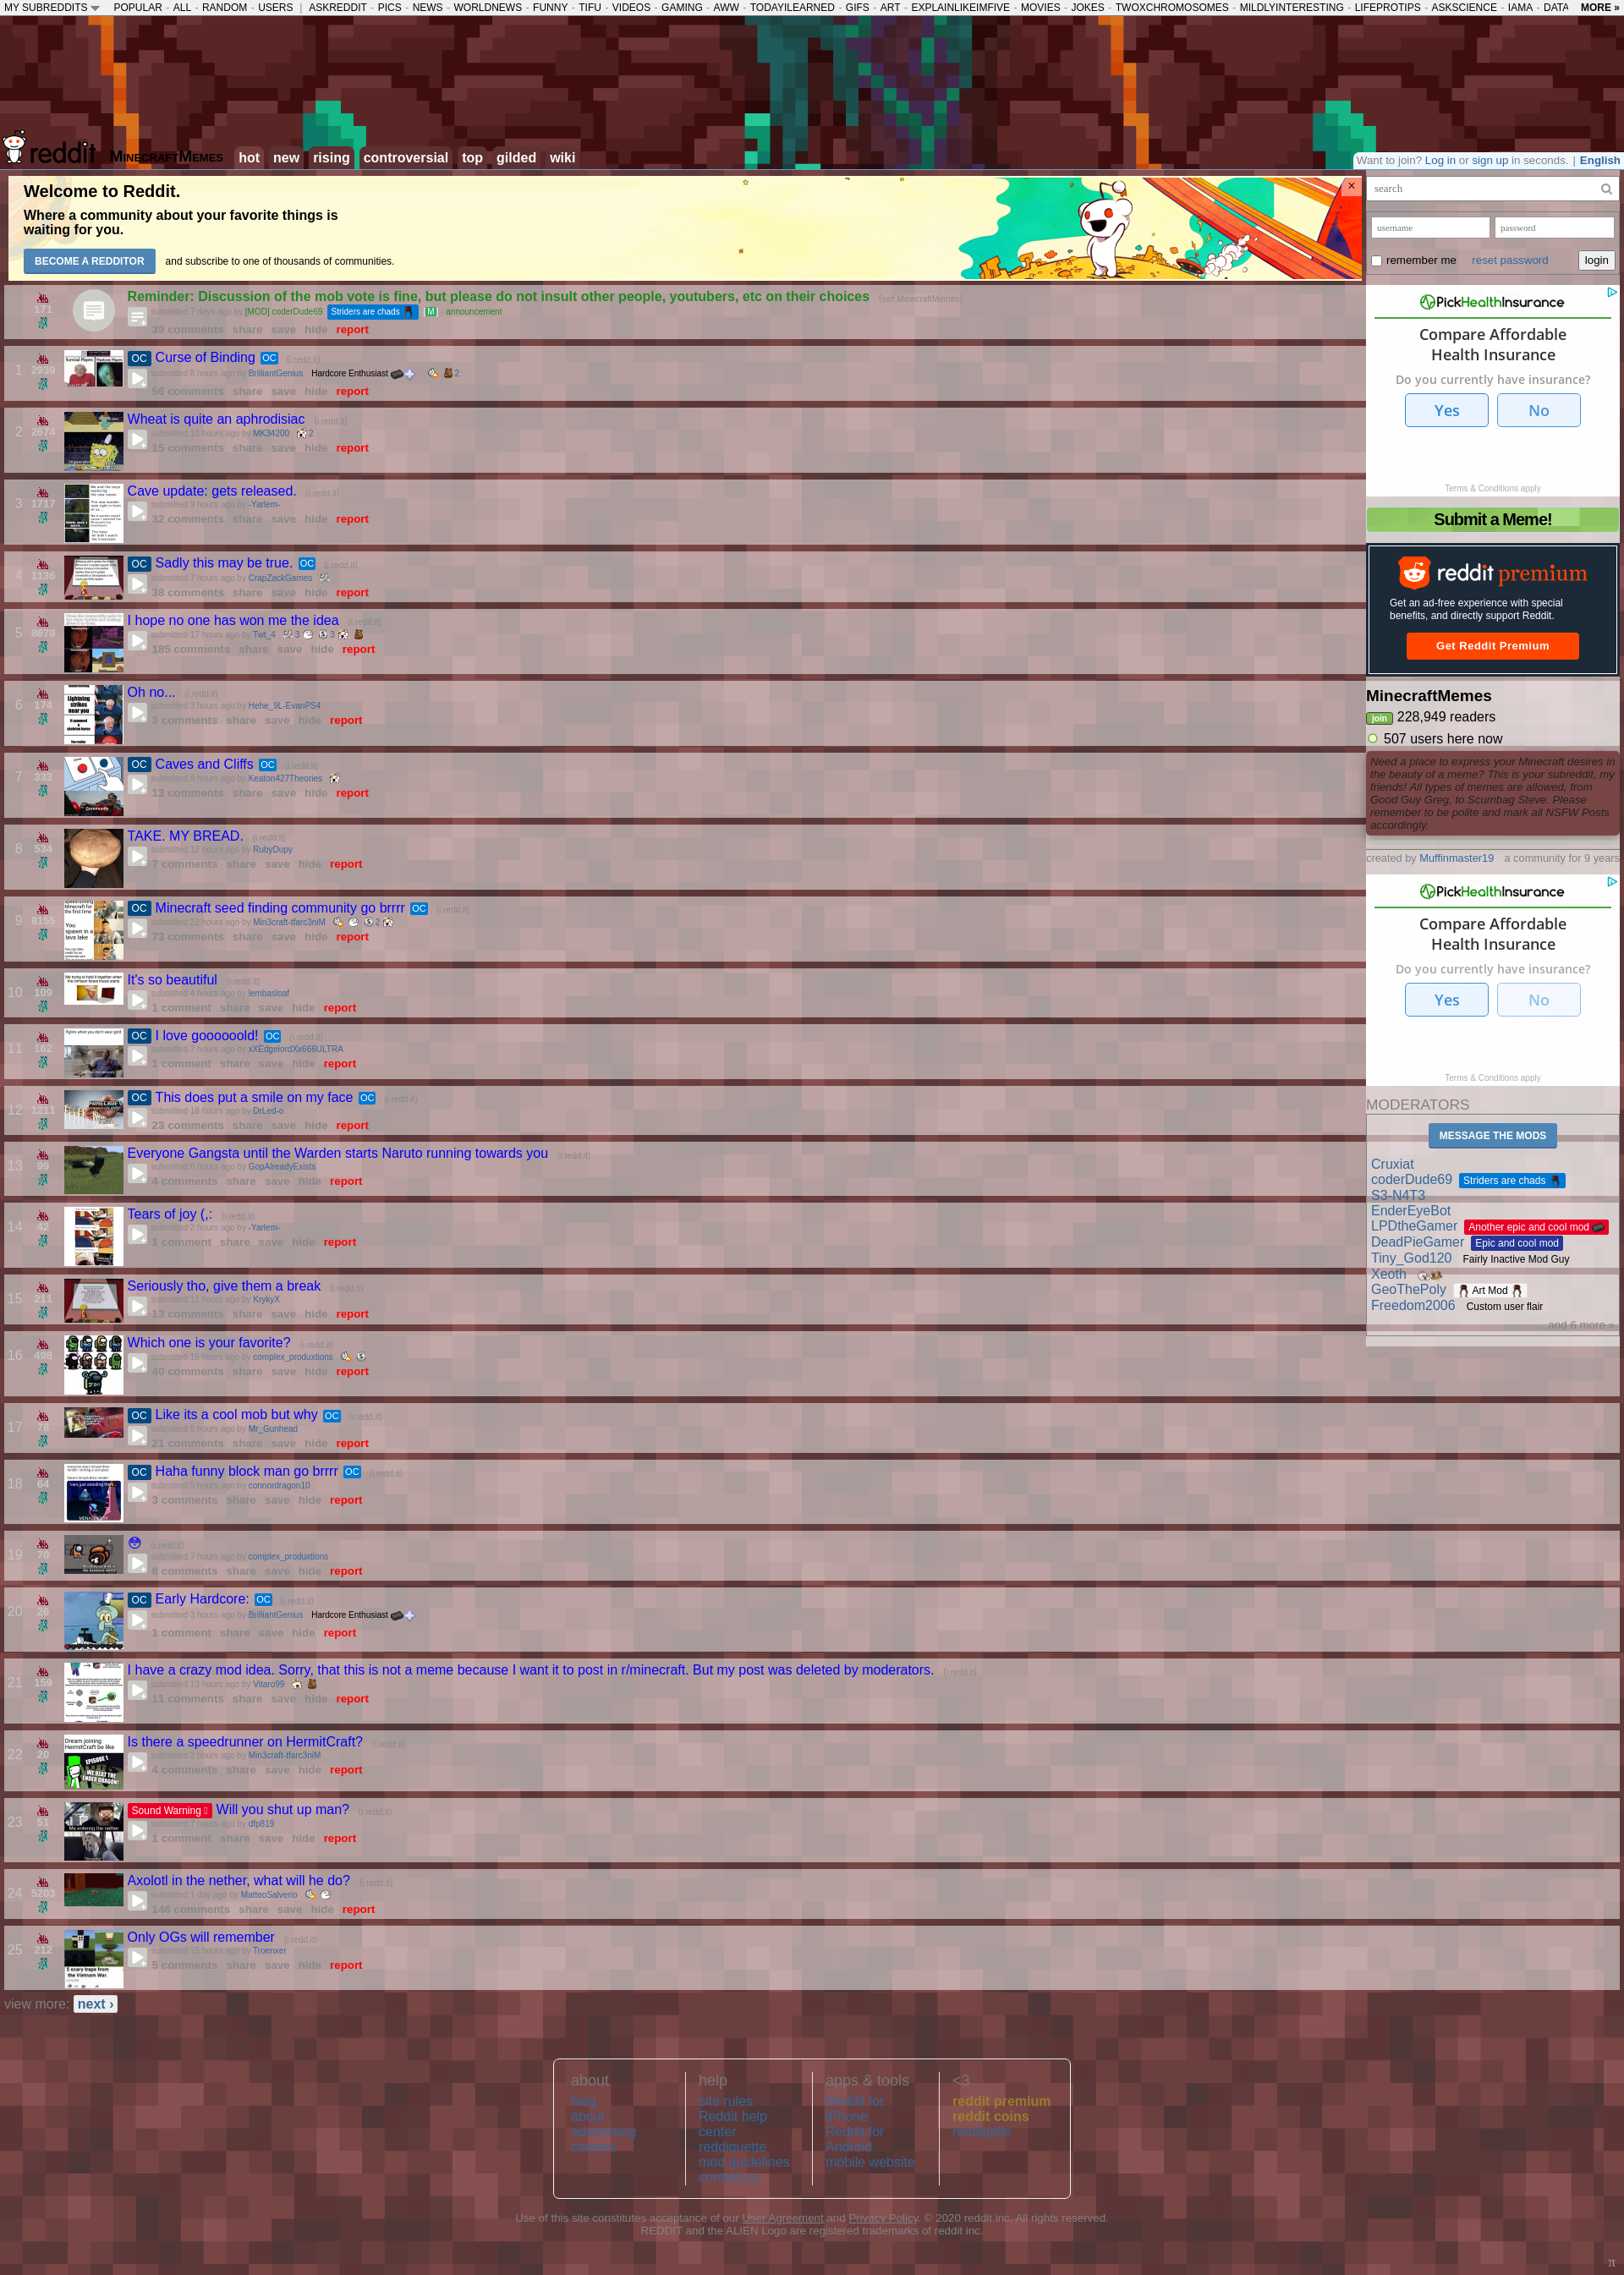 MY SUBREDDITS POPULAR - ALL - RANDOM - USERS | ASKREDDIT - PICS - NEWS - WORLDNEWS - FUNNY - TIFU - VIDEOS - GAMING - AWW - TODAYILEARNED - GIFS - ART - EXPLAINLIKEIMFIVE - MOVIES - JOKES - TWOXCHROMOSOMES - MILDLYINTERESTING - LIFEPROTIPS - ASKSCIENCE - IAMA - DATA MORE »
reddit MinecraftMemes hot new rising controversial top gilded wiki
Want to join? Log in or sign up in seconds. | English
Welcome to Reddit.
Where a community about your favorite things is
waiting for you.
BECOME A REDDITOR and subscribe to one of thousands of communities.
×
171
Reminder: Discussion of the mob vote is fine, but please do not insult other people, youtubers, etc on their choices (self.MinecraftMemes)
submitted 7 days ago by [MOD] coderDude69 Striders are chads [M] - announcement
39 comments share save hide report
1 2939
OC Curse of Binding OC (i.redd.it)
submitted 8 hours ago by BrilliantGenius Hardcore Enthusiast 2
56 comments share save hide report
2 2674
Wheat is quite an aphrodisiac (i.redd.it)
submitted 10 hours ago by MK34200 2
15 comments share save hide report
3 1717
Cave update: gets released. (i.redd.it)
submitted 9 hours ago by -Yarlem-
32 comments share save hide report
4 1136
OC Sadly this may be true. OC (i.redd.it)
submitted 7 hours ago by CrapZackGames
38 comments share save hide report
5 8679
I hope no one has won me the idea (i.redd.it)
submitted 17 hours ago by Twt_4 3 3
185 comments share save hide report
6 174
Lightning
strikes
near you
Oh no... (i.redd.it)
submitted 3 hours ago by Hehe_9L-EvanPS4
3 comments share save hide report
7 333
OC Caves and Cliffs OC (i.redd.it)
submitted 6 hours ago by Keaton427Theories
13 comments share save hide report
8 534
TAKE. MY BREAD. (i.redd.it)
submitted 12 hours ago by RubyDupy
7 comments share save hide report
9 8155
You
spawn in a
lava lake
OC Minecraft seed finding community go brrrr OC (i.redd.it)
submitted 22 hours ago by Min3craft-tfarc3niM 2
73 comments share save hide report
10 109
It's so beautiful (i.redd.it)
submitted 4 hours ago by lembasloaf
1 comment share save hide report
11 162
OC I love goooooold! OC (i.redd.it)
submitted 7 hours ago by xXEdgelordXx666ULTRA
1 comment share save hide report
12 1211
OC This does put a smile on my face OC (i.redd.it)
submitted 18 hours ago by DrLed-o
23 comments share save hide report
13 99
Everyone Gangsta until the Warden starts Naruto running towards you (i.redd.it)
submitted 6 hours ago by GopAlreadyExists
4 comments share save hide report
14 42
Tears of joy (,: (i.redd.it)
submitted 2 hours ago by -Yarlem-
1 comment share save hide report
15 211
Seriously tho, give them a break (i.redd.it)
submitted 11 hours ago by KrykyX
13 comments share save hide report
16 498
Which one is your favorite? (i.redd.it)
submitted 16 hours ago by complex_produxtions
40 comments share save hide report
17
OC Like its a cool mob but why OC (i.redd.it)
submitted 6 hours ago by Mr_Gunhead
21 comments share save hide report
18 64
OC Haha funny block man go brrrr OC (i.redd.it)
submitted 5 hours ago by connordragon10
3 comments share save hide report
19 70
(i.redd.it)
submitted 7 hours ago by complex_produxtions
8 comments share save hide report
20
OC Early Hardcore: OC (i.redd.it)
submitted 3 hours ago by BrilliantGenius Hardcore Enthusiast
1 comment share save hide report
21 159
I have a crazy mod idea. Sorry, that this is not a meme because I want it to post in r/minecraft. But my post was deleted by moderators. (i.redd.it)
submitted 13 hours ago by Vitaro99
11 comments share save hide report
22 20
Dream joining
HermitCraft be like
EPISODE 1
WE BEAT THE
ENDER DRAGON!
Is there a speedrunner on HermitCraft? (i.redd.it)
submitted 2 hours ago by Min3craft-tfarc3niM
4 comments share save hide report
23 51
Sound Warning Will you shut up man? (i.redd.it)
submitted 7 hours ago by dfp819
1 comment share save hide report
24 5203
Axolotl in the nether, what will he do? (i.redd.it)
submitted 1 day ago by MatteoSalverio
146 comments share save hide report
25 212
5 scary traps from
the Vietnam War.
Only OGs will remember (i.redd.it)
submitted 15 hours ago by Troenxer
5 comments share save hide report
view more: next ›
search
username password
remember me reset password login
PickHealthInsurance
Compare Affordable
Health Insurance
Do you currently have insurance?
Yes No
Terms & Conditions apply
Submit a Meme!
reddit premium
Get an ad-free experience with special
benefits, and directly support Reddit.
Get Reddit Premium
MinecraftMemes
join 228,949 readers
507 users here now
Need a place to express your Minecraft desires in
the beauty of a meme? This is your subreddit, my
friends! All types of memes are allowed, from
Good Guy Greg, to Scumbag Steve. Please
remember to be polite and mark all NSFW Posts
accordingly.
created by Muffinmaster19 a community for 9 years
PickHealthInsurance
Compare Affordable
Health Insurance
Do you currently have insurance?
Yes No
Terms & Conditions apply
MODERATORS
MESSAGE THE MODS
Cruxiat
coderDude69 Striders are chads
S3-N4T3
EnderEyeBot
LPDtheGamer Another epic and cool mod
DeadPieGamer Epic and cool mod
Tiny_God120 Fairly Inactive Mod Guy
Xeoth
GeoThePoly Art Mod
Freedom2006 Custom user flair
...and 6 more »
about
blog
about
advertising
careers
help
site rules
Reddit help
center
reddiquette
mod guidelines
contact us
apps & tools
Reddit for
iPhone
Reddit for
Android
mobile website
<3
reddit premium
reddit coins
redditgifts
Use of this site constitutes acceptance of our User Agreement and Privacy Policy. © 2020 reddit inc. All rights reserved.
REDDIT and the ALIEN Logo are registered trademarks of reddit inc.
π